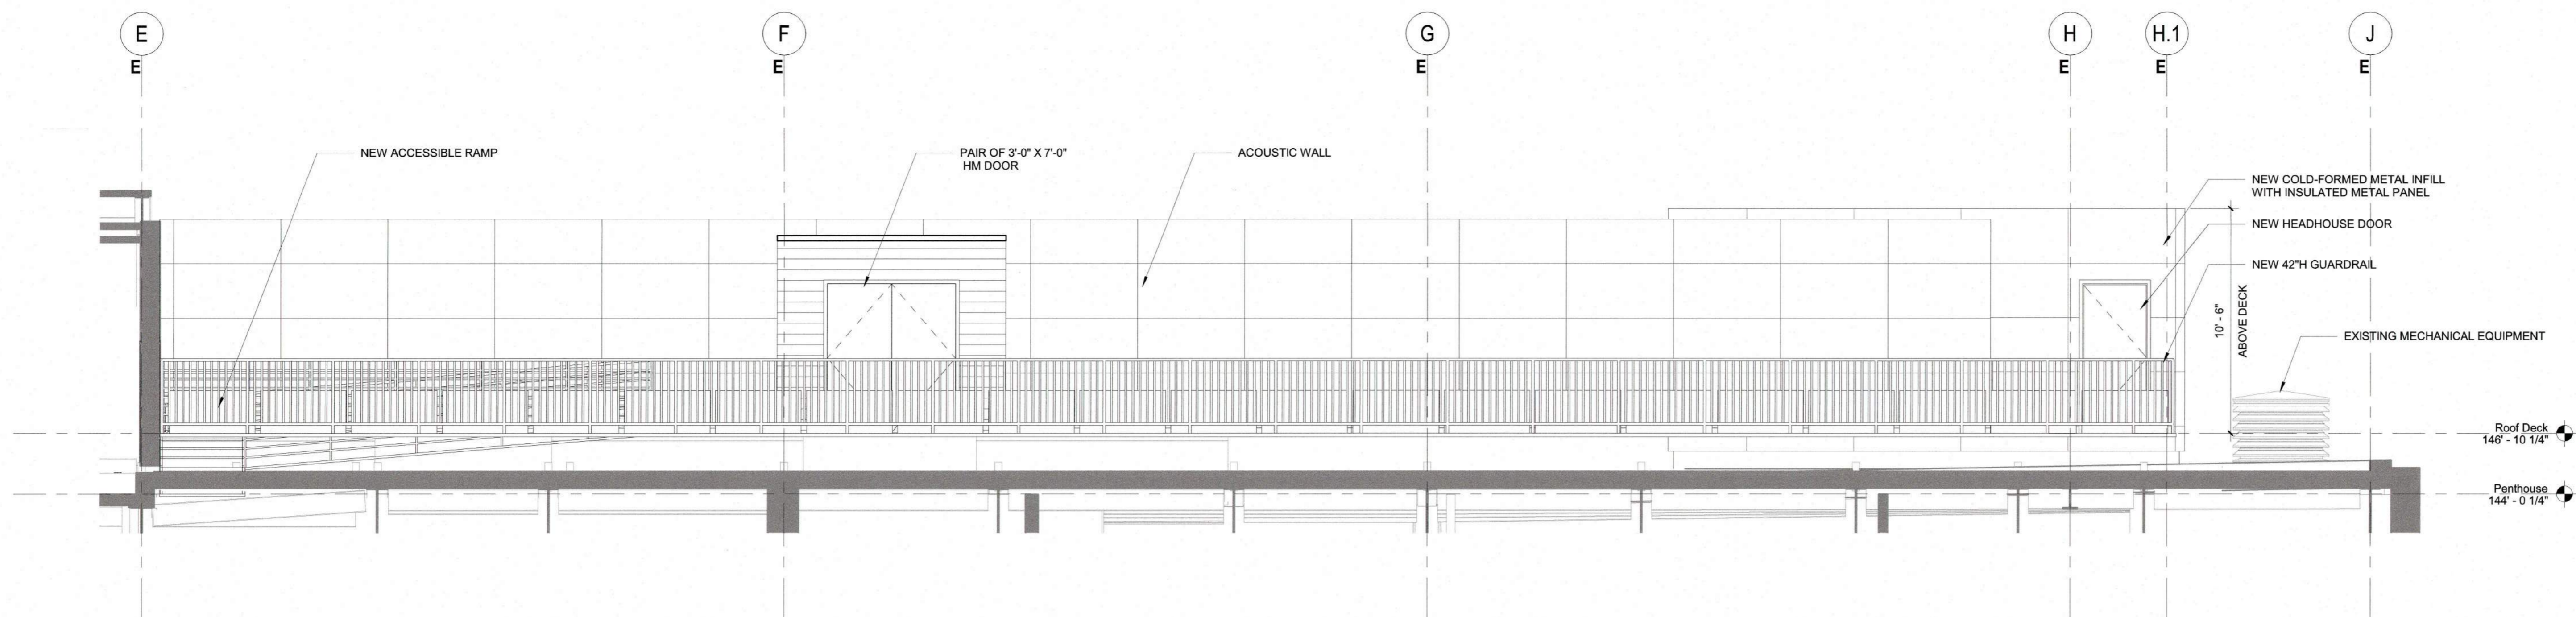 E
F
G
H
H.1
J
E
E
E
E
E
E
NEW ACCESSIBLE RAMP
PAIR OF 3'-0" X 7'-0"
HM DOOR
ACOUSTIC WALL
NEW COLD-FORMED METAL INFILL
WITH INSULATED METAL PANEL
NEW HEADHOUSE DOOR
NEW 42"H GUARDRAIL
10' - 6"
ABOVE DECK
EXISTING MECHANICAL EQUIPMENT
Roof Deck
146' - 10 1/4"
Penthouse
144' - 0 1/4"